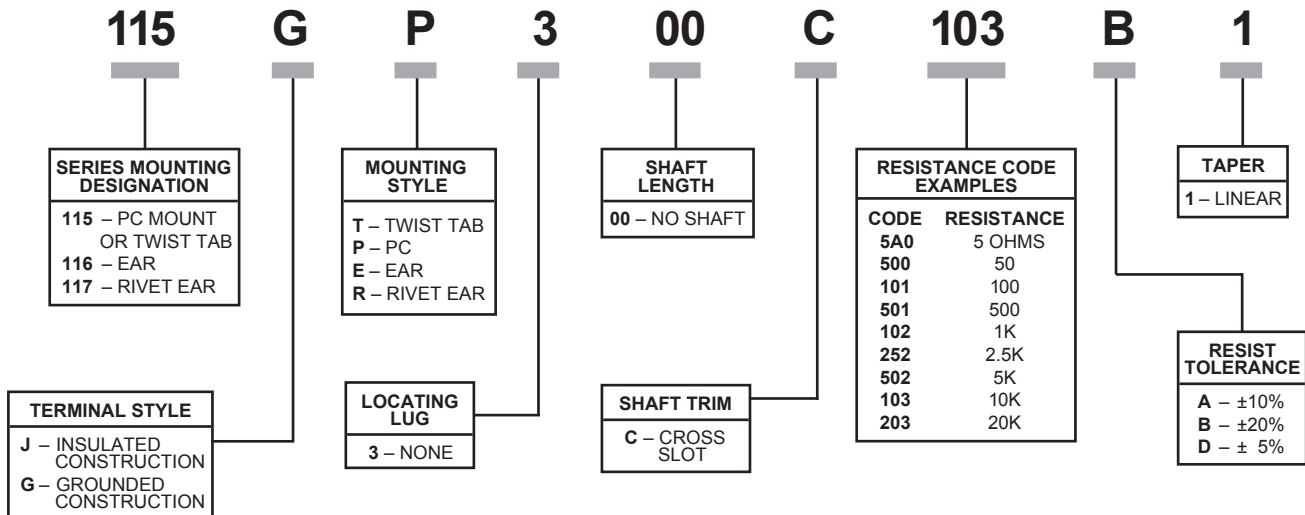 115 G P 3 00 C 103 B 1
SERIES MOUNTING
DESIGNATION
115 – PC MOUNT
OR TWIST TAB
116 – EAR
117 – RIVET EAR
MOUNTING
STYLE
T – TWIST TAB
P – PC
E – EAR
R – RIVET EAR
SHAFT
LENGTH
00 – NO SHAFT
RESISTANCE CODE
EXAMPLES
CODE RESISTANCE
5A0 5 OHMS
500 50
101 100
501 500
102 1K
252 2.5K
502 5K
103 10K
203 20K
TAPER
1 – LINEAR
TERMINAL STYLE
J – INSULATED
CONSTRUCTION
G – GROUNDED
CONSTRUCTION
LOCATING
LUG
3 – NONE
SHAFT TRIM
C – CROSS
SLOT
RESIST
TOLERANCE
A – ±10%
B – ±20%
D – ± 5%